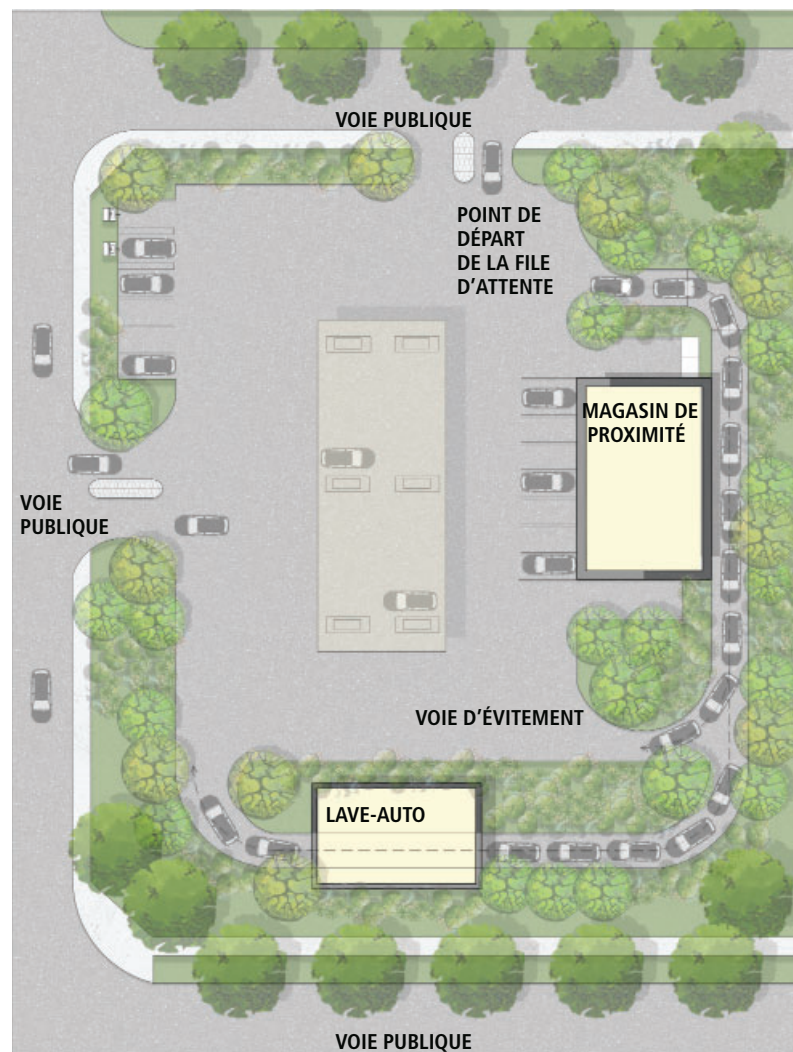 VOIE PUBLIQUE
POINT DE
DÉPART
DE LA FILE
D’ATTENTE
MAGASIN DE
PROXIMITÉ
VOIE
PUBLIQUE
VOIE D’ÉVITEMENT
LAVE-AUTO
VOIE PUBLIQUE